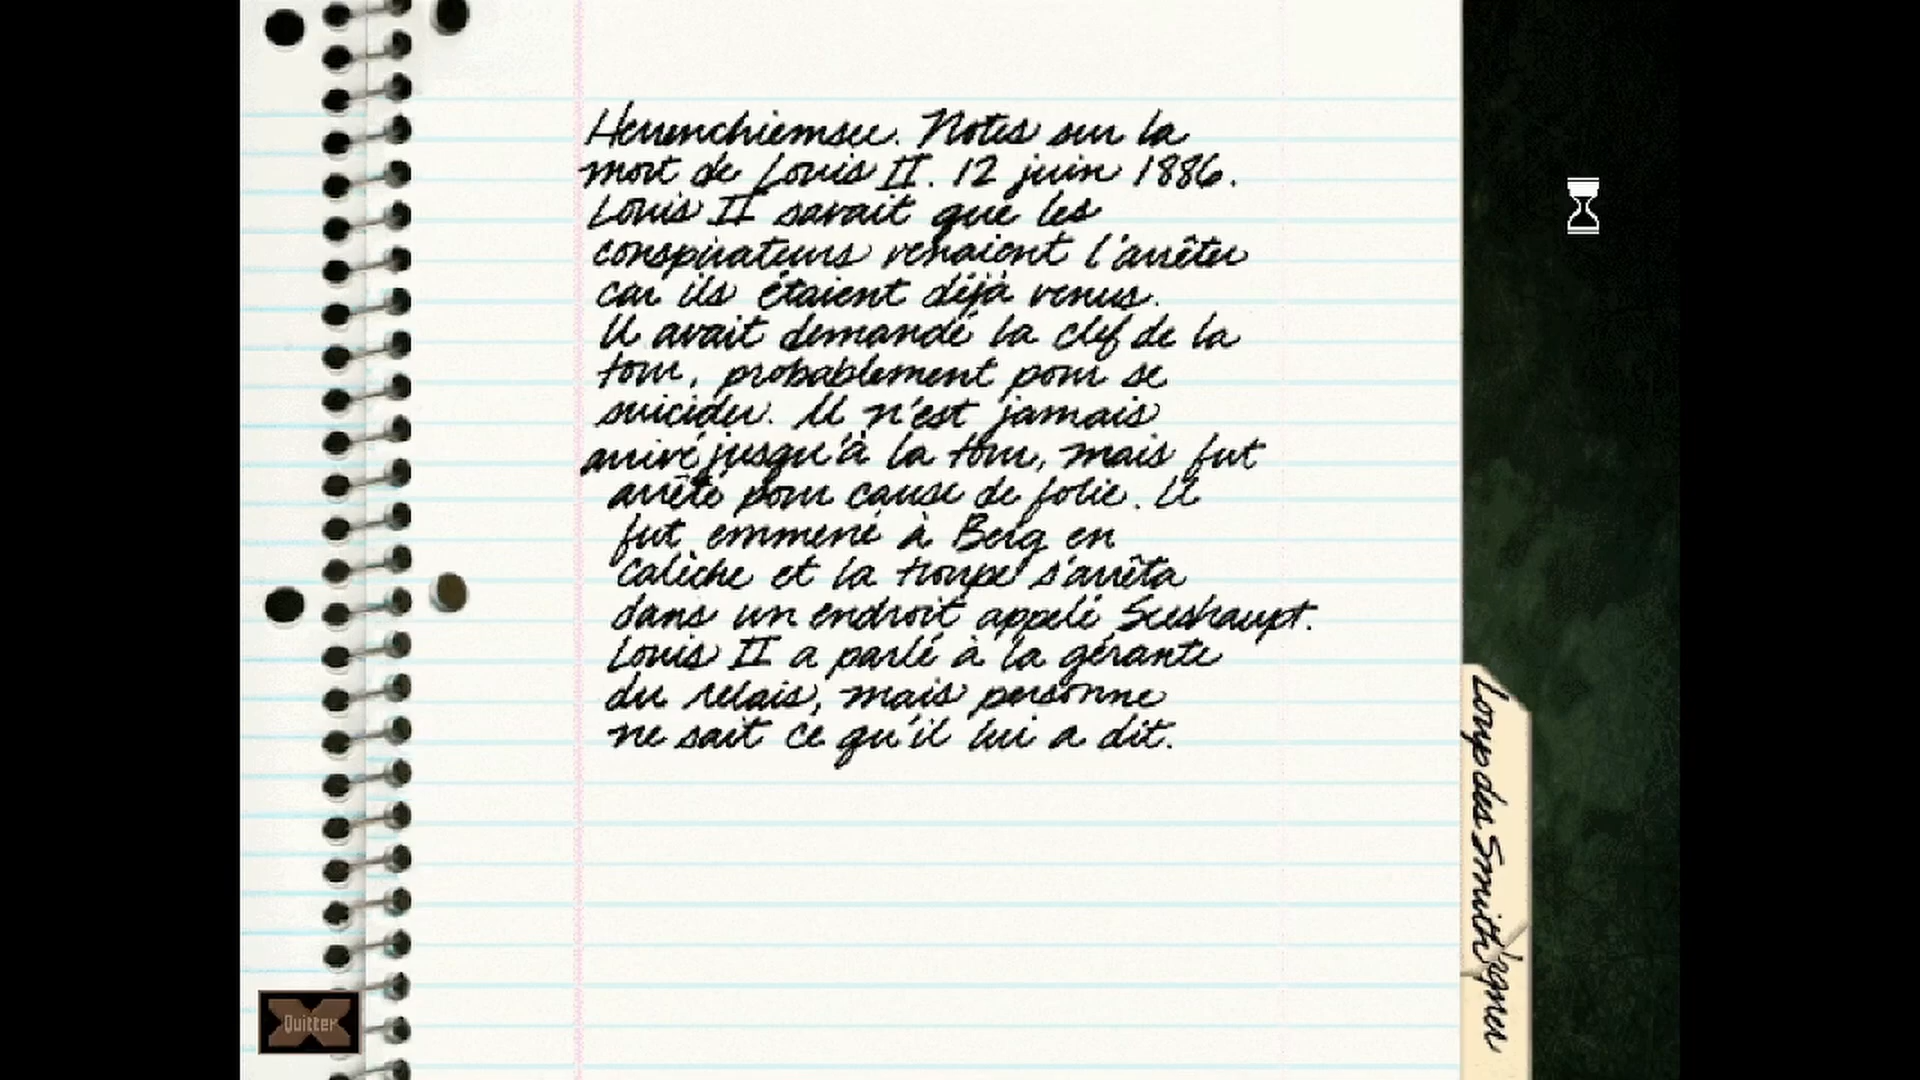 Herrenchiemsee. Notes sur la
mort de Louis II. 12 juin 1886.
Louis II savait que les
conspirateurs venaient l'arrêter
car ils étaient déjà venus.
Il avait demandé la clef de la
tour, probablement pour se
suicider. Il n'est jamais
arrivé jusqu'à la tour, mais fut
arrêté pour cause de folie. Il
fut emmené à Berg en
calèche et la troupe s'arrêta
dans un endroit appelé Seeshaupt.
Louis II a parlé à la gérante
du relais, mais personne
ne sait ce qu'il lui a dit.
Loup des Smith
Quitter